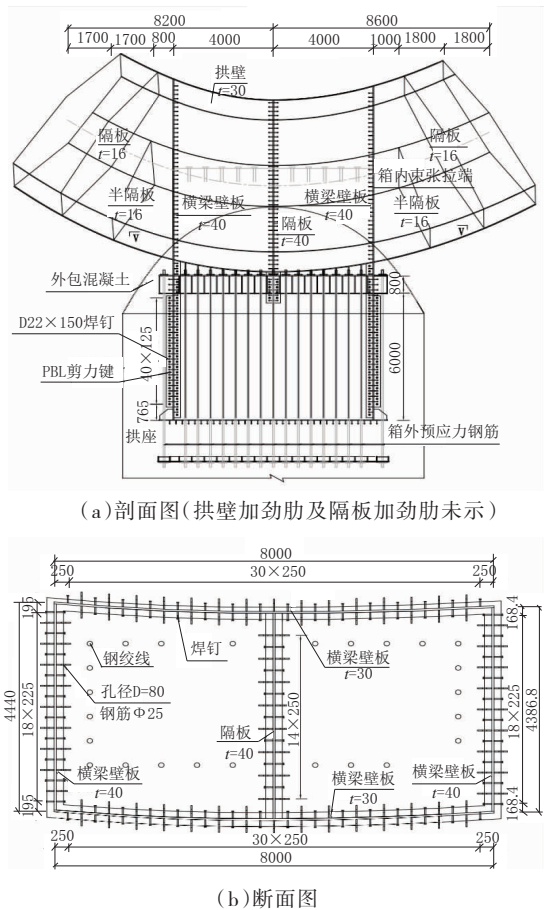 8200 8600
1700 1700 800 4000 4000 1000 1800 1800
拱壁
t=30
隔板
t=16
隔板
t=16
箱内束张拉端
半隔板
t=16
横梁壁板
t=40
横梁壁板
t=40
隔板
t=40
半隔板
t=16
V V
外包混凝土
800
D22×150焊钉
40×125
PBL剪力键
6000
765
拱座
箱外预应力钢筋
(a)剖面图(拱壁加劲肋及隔板加劲肋未示)
8000
250 30×250 250
195 168.4
钢绞线
焊钉
横梁壁板
t=30
孔径D=80
钢筋Φ25
4440 18×225
隔板
t=40
14×250
18×225 4386.8
横梁壁板
t=40
横梁壁板
t=30
横梁壁板
t=40
195 168.4
250 30×250 250
8000
(b)断面图